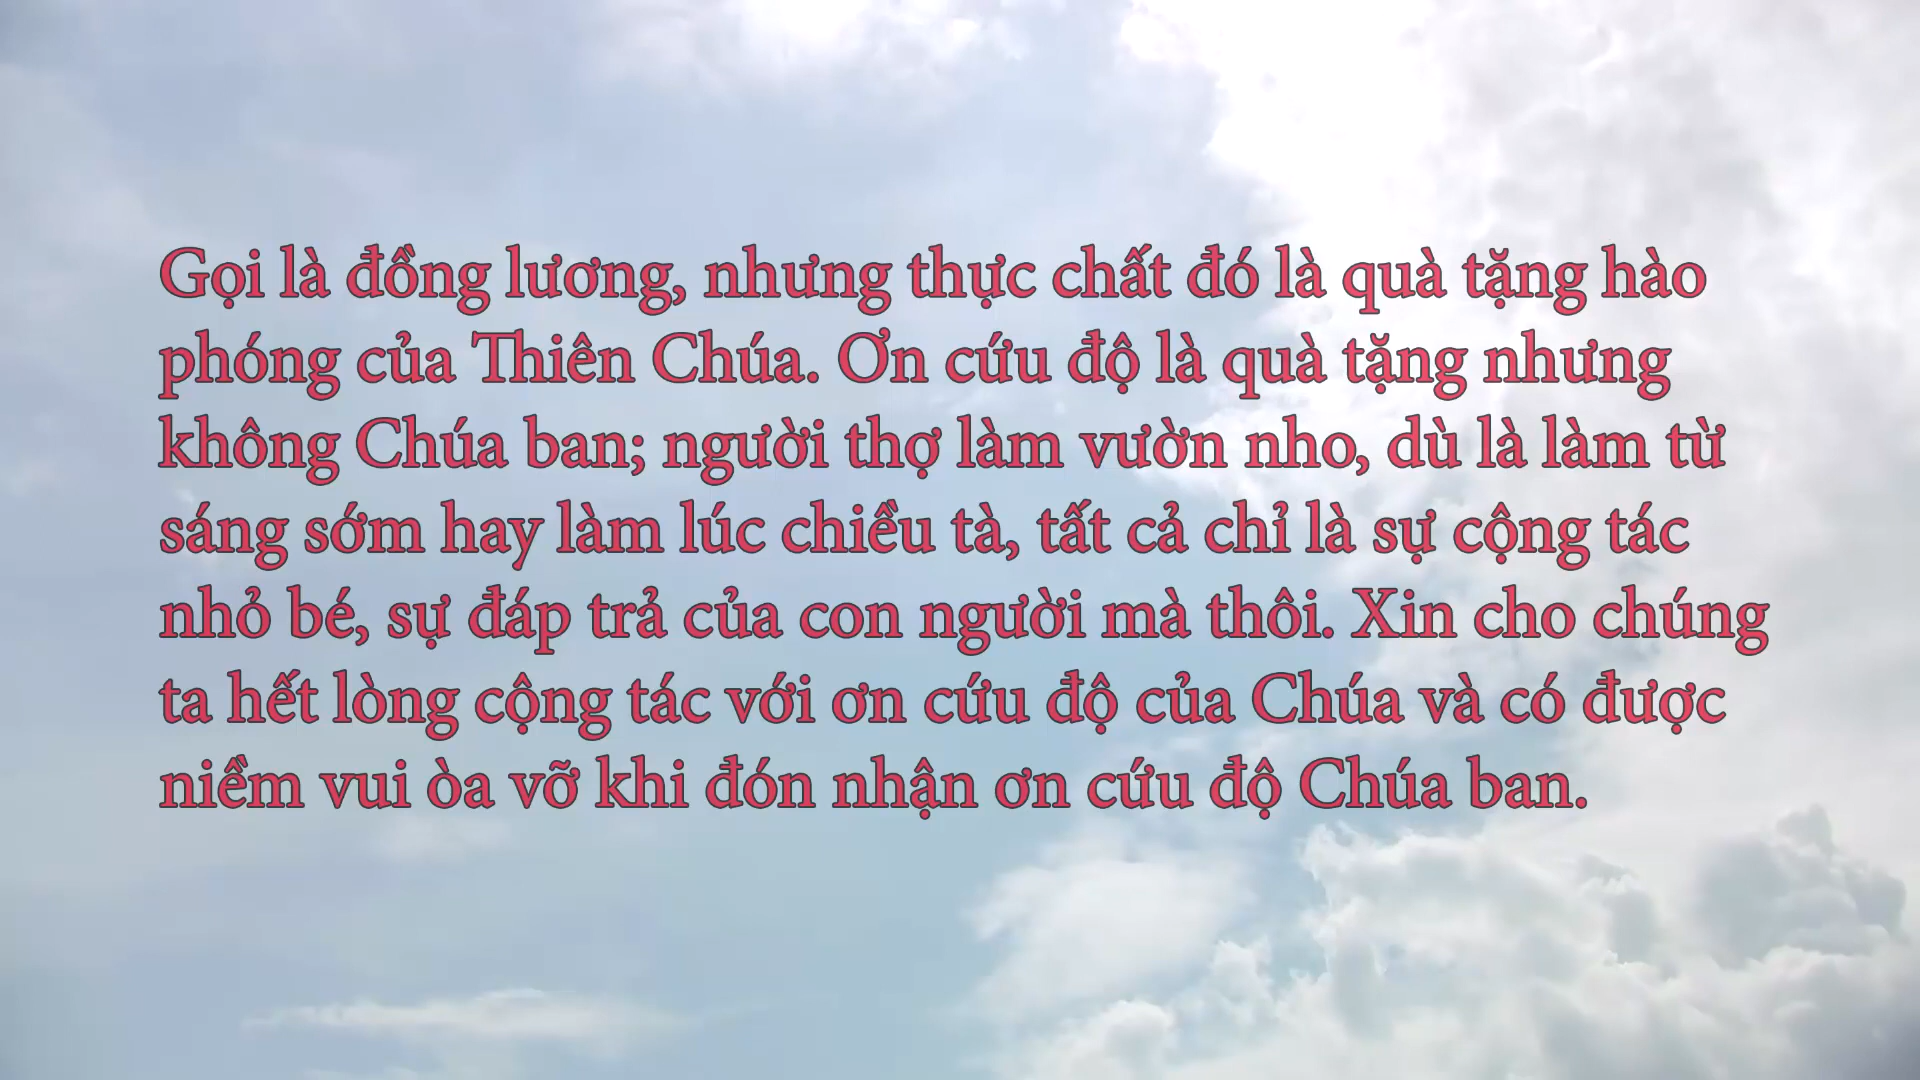 Gọi là đồng lương, nhưng thực chất đó là quà tặng hào
phóng của Thiên Chúa. Ơn cứu độ là quà tặng nhưng
không Chúa ban; người thợ làm vườn nho, dù là làm từ
sáng sớm hay làm lúc chiều tà, tất cả chỉ là sự cộng tác
nhỏ bé, sự đáp trả của con người mà thôi. Xin cho chúng
ta hết lòng cộng tác với ơn cứu độ của Chúa và có được
niềm vui òa vỡ khi đón nhận ơn cứu độ Chúa ban.